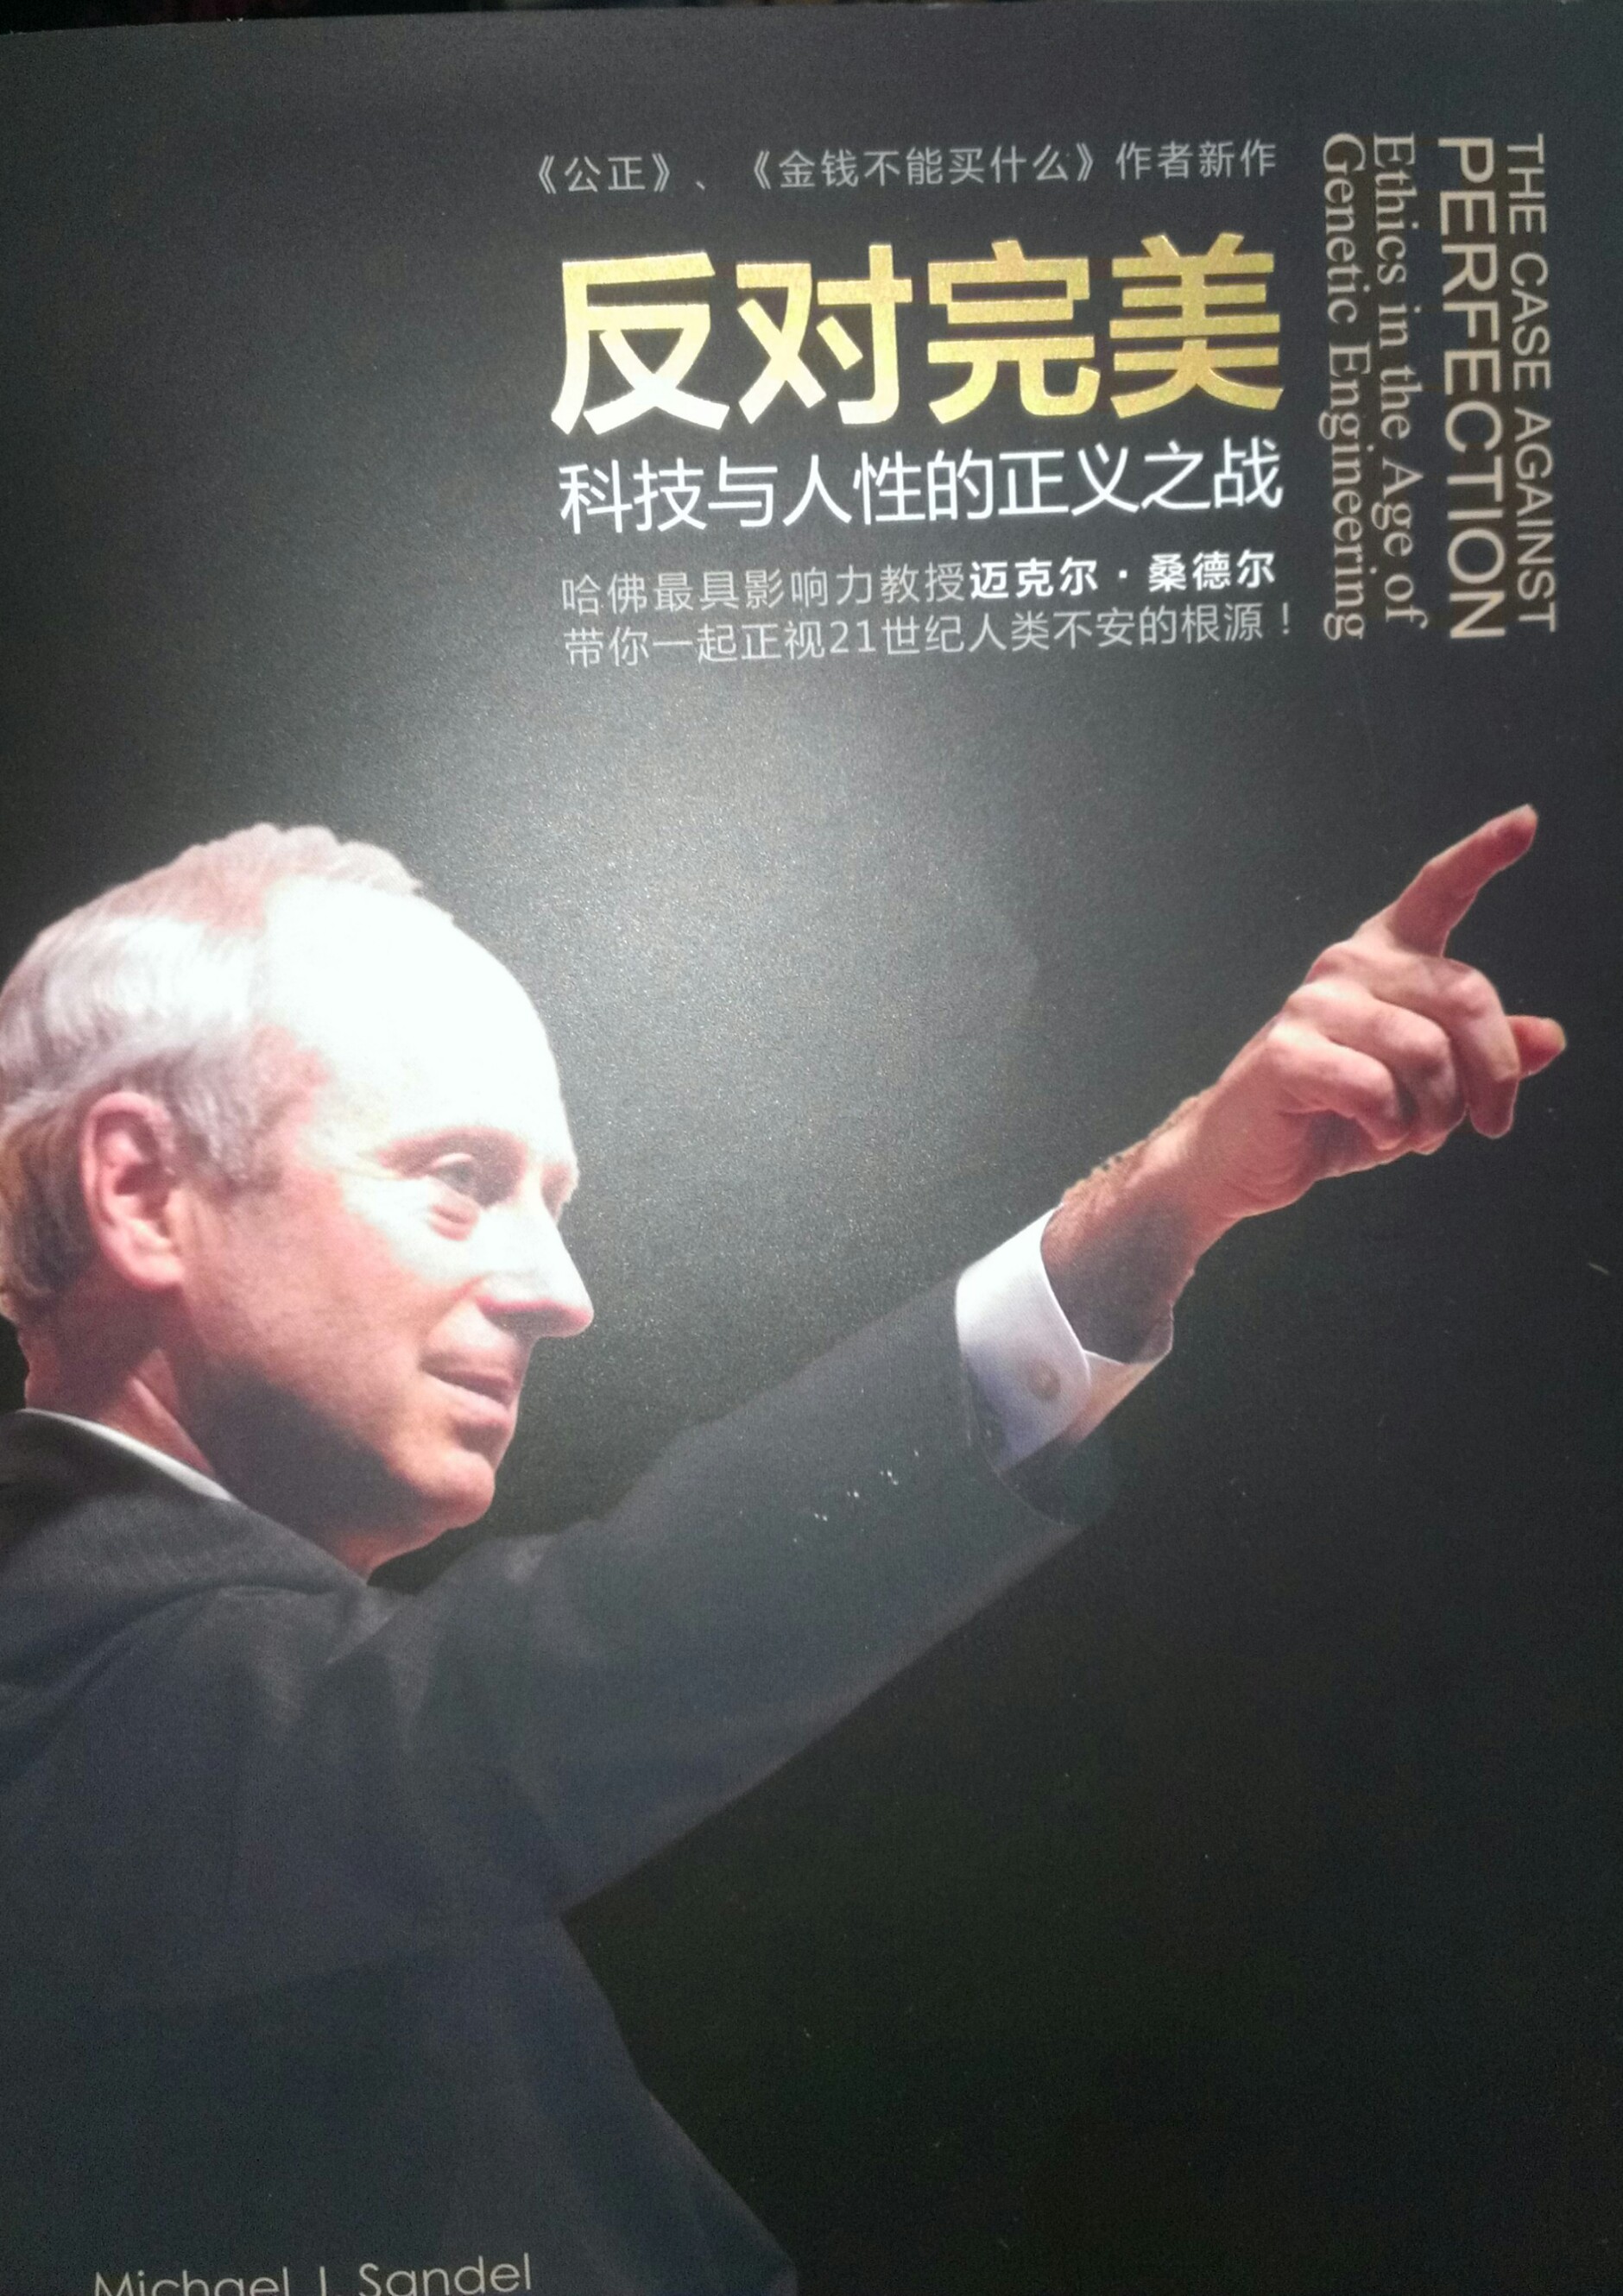 《公正》、《金钱不能买什么》作者新作
反对完美
科技与人性的正义之战
哈佛最具影响力教授迈克尔·桑德尔
带你一起正视21世纪人类不安的根源！
THE CASE AGAINST
PERFECTION
Ethics in the Age of
Genetic Engineering
Michael J. Sandel